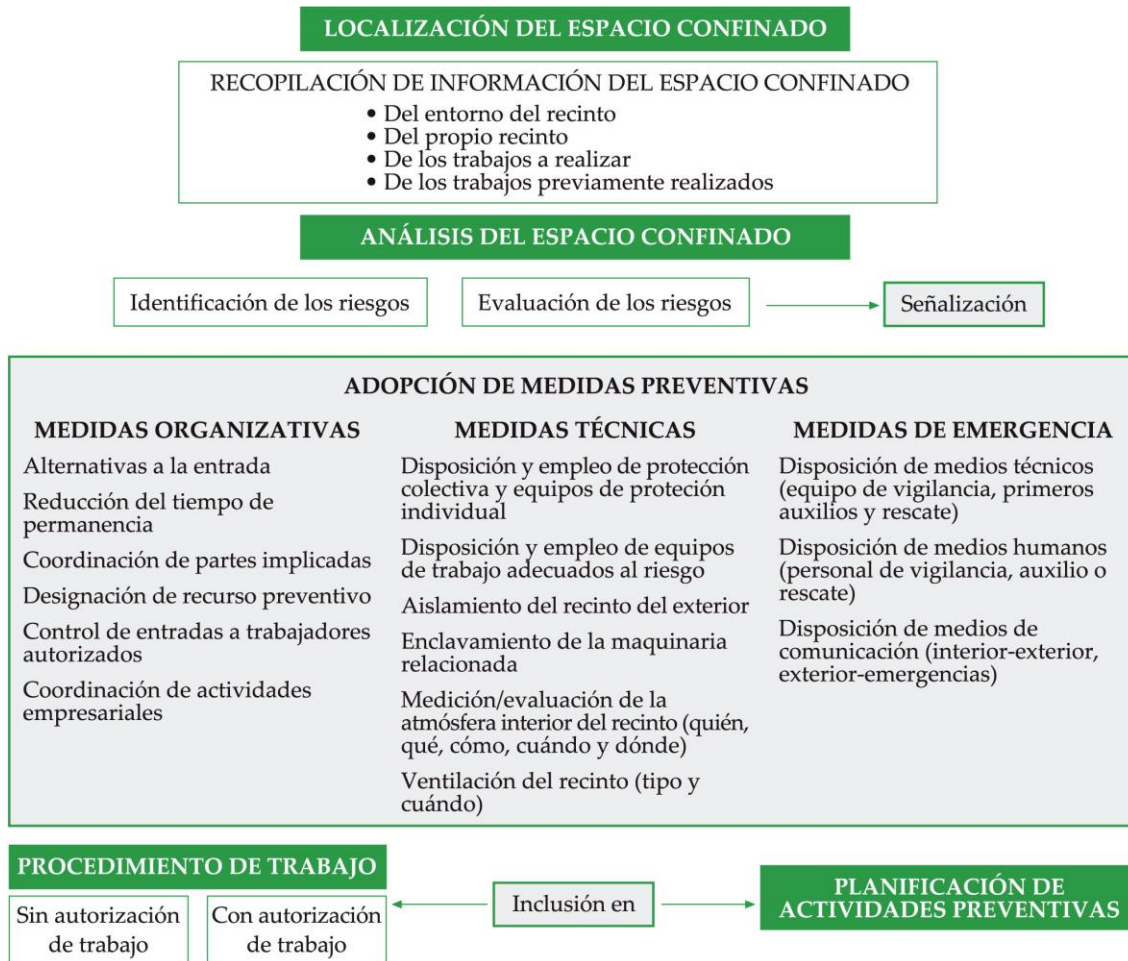 LOCALIZACIÓN DEL ESPACIO CONFINADO
RECOPILACIÓN DE INFORMACIÓN DEL ESPACIO CONFINADO
• Del entorno del recinto
• Del propio recinto
• De los trabajos a realizar
• De los trabajos previamente realizados
ANÁLISIS DEL ESPACIO CONFINADO
Identificación de los riesgos
Evaluación de los riesgos
Señalización
ADOPCIÓN DE MEDIDAS PREVENTIVAS
MEDIDAS ORGANIZATIVAS
Alternativas a la entrada
Reducción del tiempo de
permanencia
Coordinación de partes implicadas
Designación de recurso preventivo
Control de entradas a trabajadores
autorizados
Coordinación de actividades
empresariales
MEDIDAS TÉCNICAS
Disposición y empleo de protección
colectiva y equipos de proteción
individual
Disposición y empleo de equipos
de trabajo adecuados al riesgo
Aislamiento del recinto del exterior
Enclavamiento de la maquinaria
relacionada
Medición/evaluación de la
atmósfera interior del recinto (quién,
qué, cómo, cuándo y dónde)
Ventilación del recinto (tipo y
cuándo)
MEDIDAS DE EMERGENCIA
Disposición de medios técnicos
(equipo de vigilancia, primeros
auxilios y rescate)
Disposición de medios humanos
(personal de vigilancia, auxilio o
rescate)
Disposición de medios de
comunicación (interior-exterior,
exterior-emergencias)
PROCEDIMIENTO DE TRABAJO
Sin autorización
de trabajo
Con autorización
de trabajo
Inclusión en
PLANIFICACIÓN DE
ACTIVIDADES PREVENTIVAS